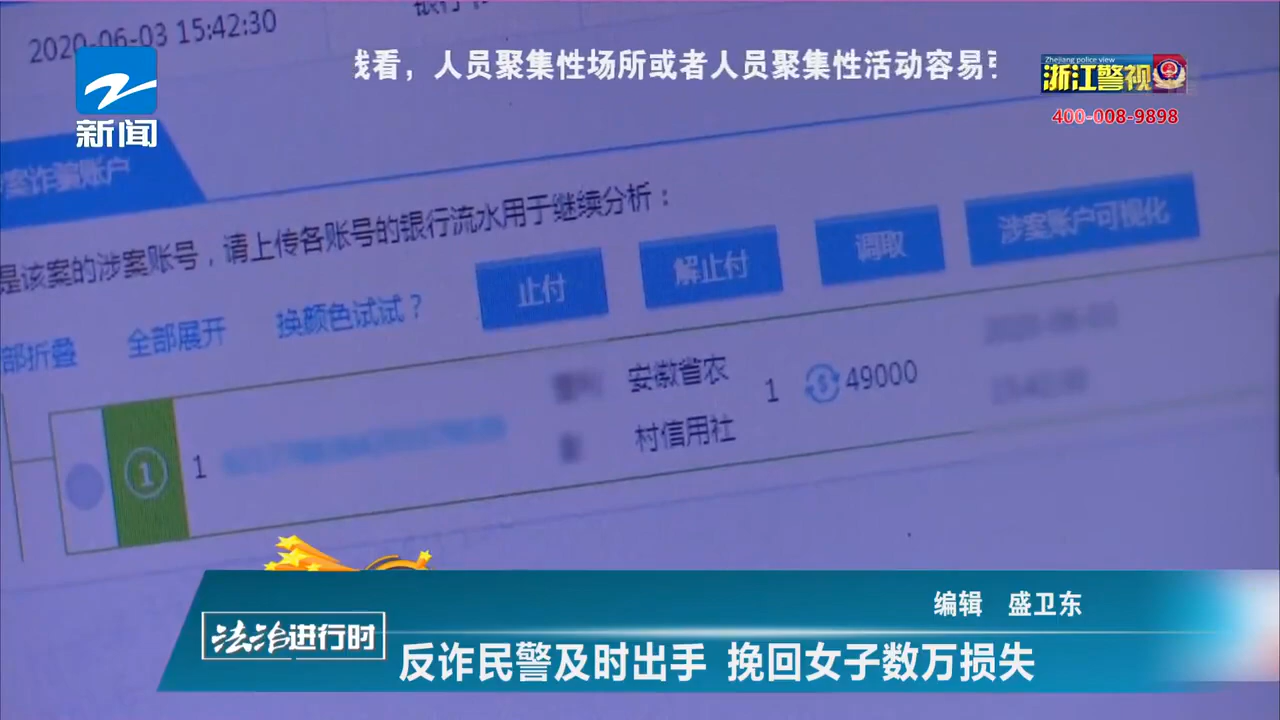 2020-06-03 15:42:30
银行
线看，人员聚集性场所或者人员聚集性活动容易引
Zhejiang police view
浙江警视
400-008-9898
新闻
案诈骗账户
是该案的涉案账号，请上传各账号的银行流水用于继续分析：
止付
解止付
调取
涉案账户可视化
部折叠
全部展开
换颜色试试？
1
1
安徽省农
村信用社
1
49000
编辑 盛卫东
法治进行时
反诈民警及时出手 挽回女子数万损失